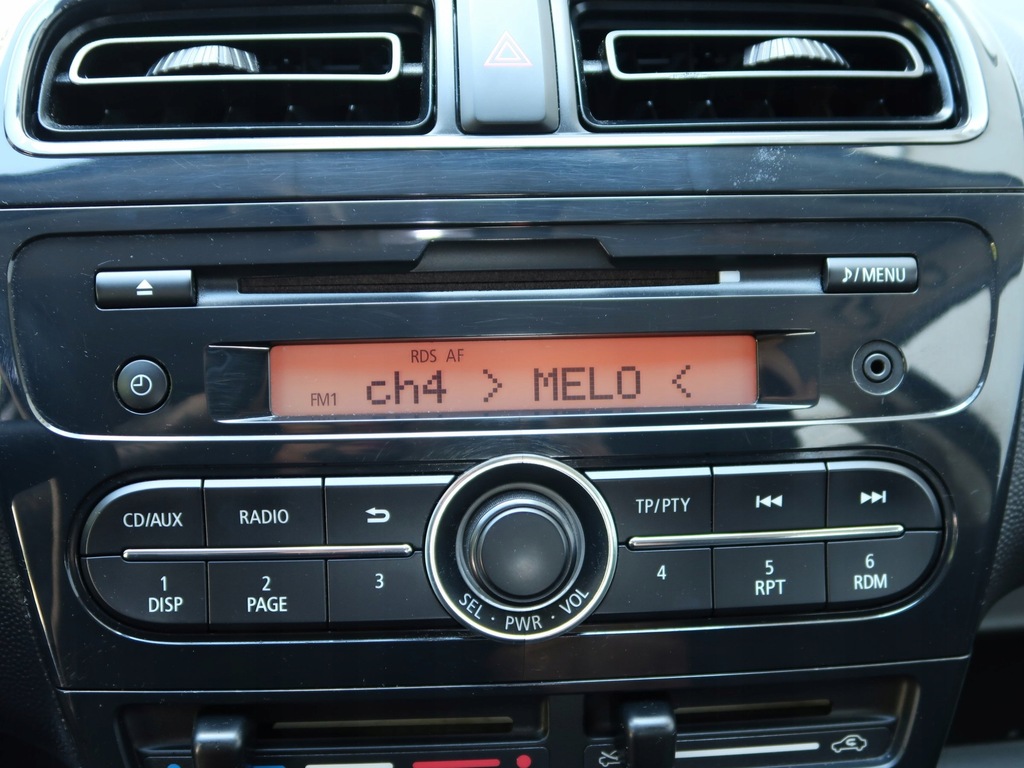 ♪/MENU
RDS AF
FM1 ch4 > MELO <
CD/AUX RADIO TP/PTY
1 DISP 2 PAGE 3 4 5 RPT 6 RDM
SEL · PWR · VOL